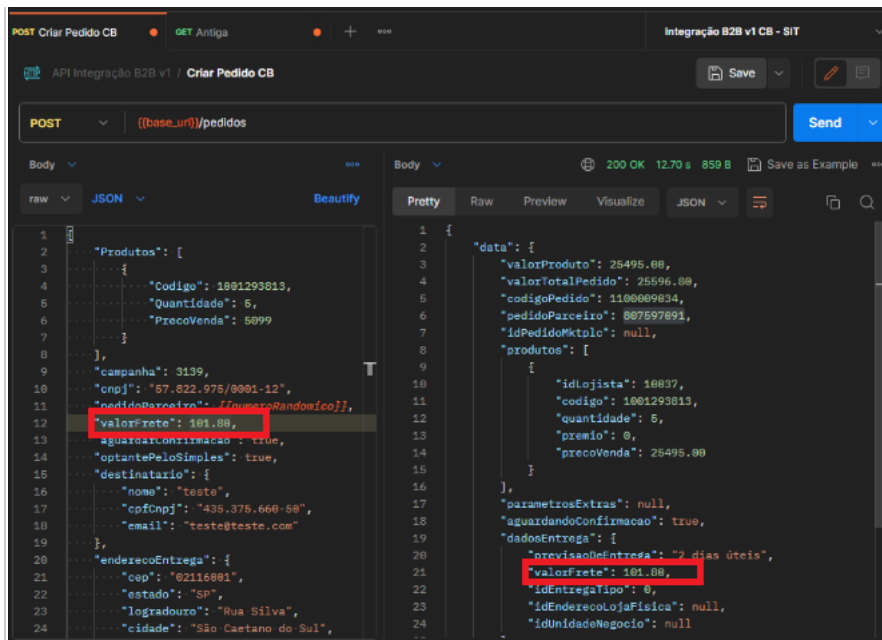 POST Criar Pedido CB
GET Antiga
Integração B2B v1 CB - SIT
API Integração B2B v1 / Criar Pedido CB
Save
POST
{{base_url}}/pedidos
Send
Body
raw
JSON
Beautify
1 {
2 "Produtos": [
3 {
4 "Codigo": 1001293813,
5 "Quantidade": 5,
6 "PrecoVenda": 5099
7 }
8 ],
9 "campanha": 3139,
10 "cnpj": "57.822.975/0001-12",
11 "pedidoParceiro": {{numeroRandomico}},
12 "valorFrete": 101.80,
13 "aguardarConfirmacao": true,
14 "optantePeloSimples": true,
15 "destinatario": {
16 "nome": "teste",
17 "cpfCnpj": "435.375.660-50",
18 "email": "teste@teste.com"
19 },
20 "enderecoEntrega": {
21 "cep": "02116001",
22 "estado": "SP",
23 "logradouro": "Rua Silva",
24 "cidade": "São Caetano do Sul",
Body
200 OK 12.70 s 859 B
Save as Example
Pretty
Raw
Preview
Visualize
JSON
1 {
2 "data": {
3 "valorProduto": 25495.00,
4 "valorTotalPedido": 25596.80,
5 "codigoPedido": 1100009834,
6 "pedidoParceiro": 807597091,
7 "idPedidoMktplc": null,
8 "produtos": [
9 {
10 "idLojista": 10037,
11 "codigo": 1001293813,
12 "quantidade": 5,
13 "premio": 0,
14 "precoVenda": 25495.00
15 }
16 ],
17 "parametrosExtras": null,
18 "aguardandoConfirmacao": true,
19 "dadosEntrega": {
20 "previsaoDeEntrega": "2 dias úteis",
21 "valorFrete": 101.80,
22 "idEntregaTipo": 0,
23 "idEnderecoLojaFisica": null,
24 "idUnidadeNegocio": null